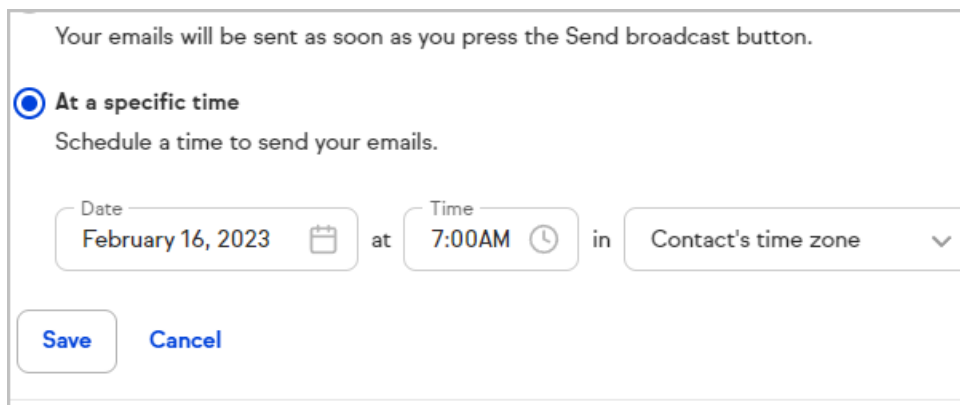 Your emails will be sent as soon as you press the Send broadcast button.
At a specific time
Schedule a time to send your emails.
Date
Time
February 16, 2023 at 7:00AM in Contact's time zone
Save Cancel